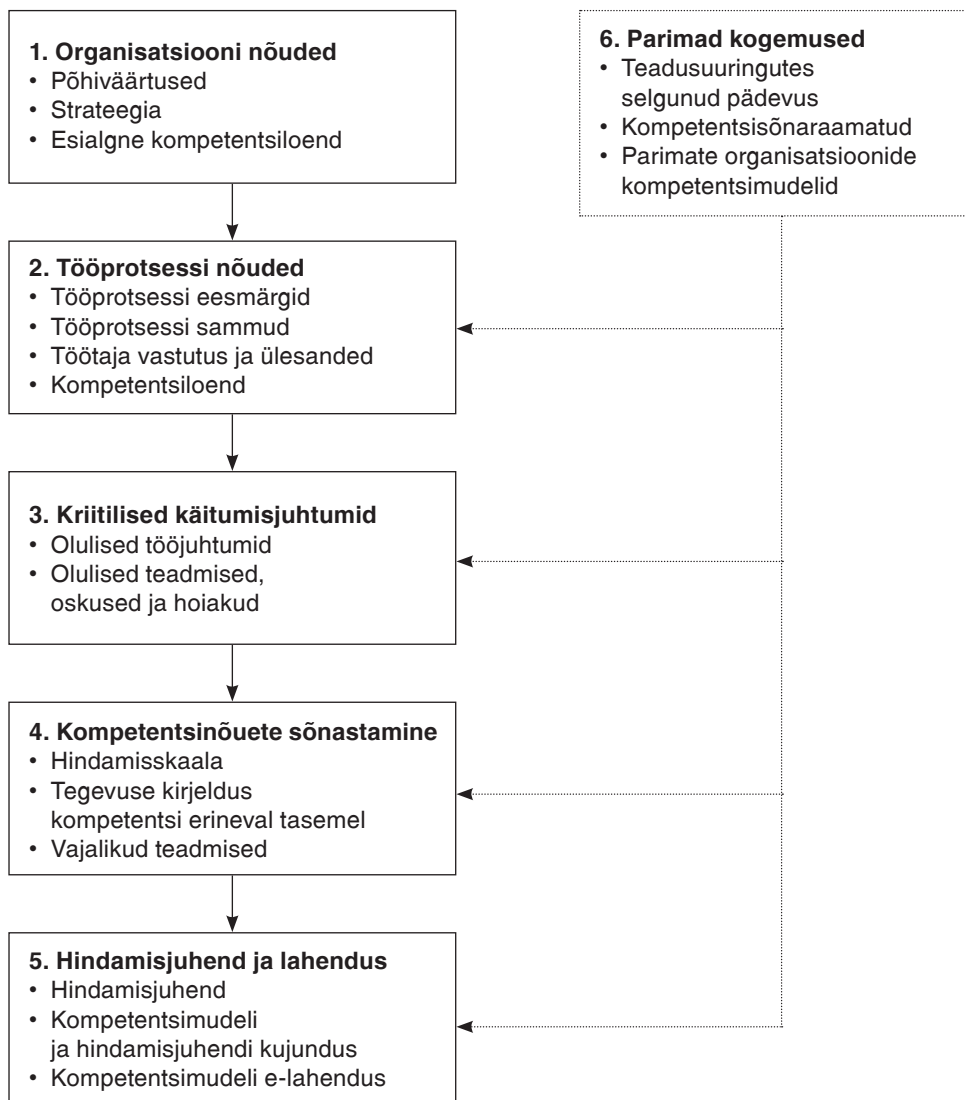 1. Organisatsiooni nõuded
• Põhiväärtused
• Strateegia
• Esialgne kompetentsiloend
6. Parimad kogemused
• Teadusuuringutes
selgunud pädevus
• Kompetentsisõnaraamatud
• Parimate organisatsioonide
kompetentsimudelid
2. Tööprotsessi nõuded
• Tööprotsessi eesmärgid
• Tööprotsessi sammud
• Töötaja vastutus ja ülesanded
• Kompetentsiloend
3. Kriitilised käitumisjuhtumid
• Olulised tööjuhtumid
• Olulised teadmised,
oskused ja hoiakud
4. Kompetentsinõuete sõnastamine
• Hindamisskaala
• Tegevuse kirjeldus
kompetentsi erineval tasemel
• Vajalikud teadmised
5. Hindamisjuhend ja lahendus
• Hindamisjuhend
• Kompetentsimudeli
ja hindamisjuhendi kujundus
• Kompetentsimudeli e-lahendus